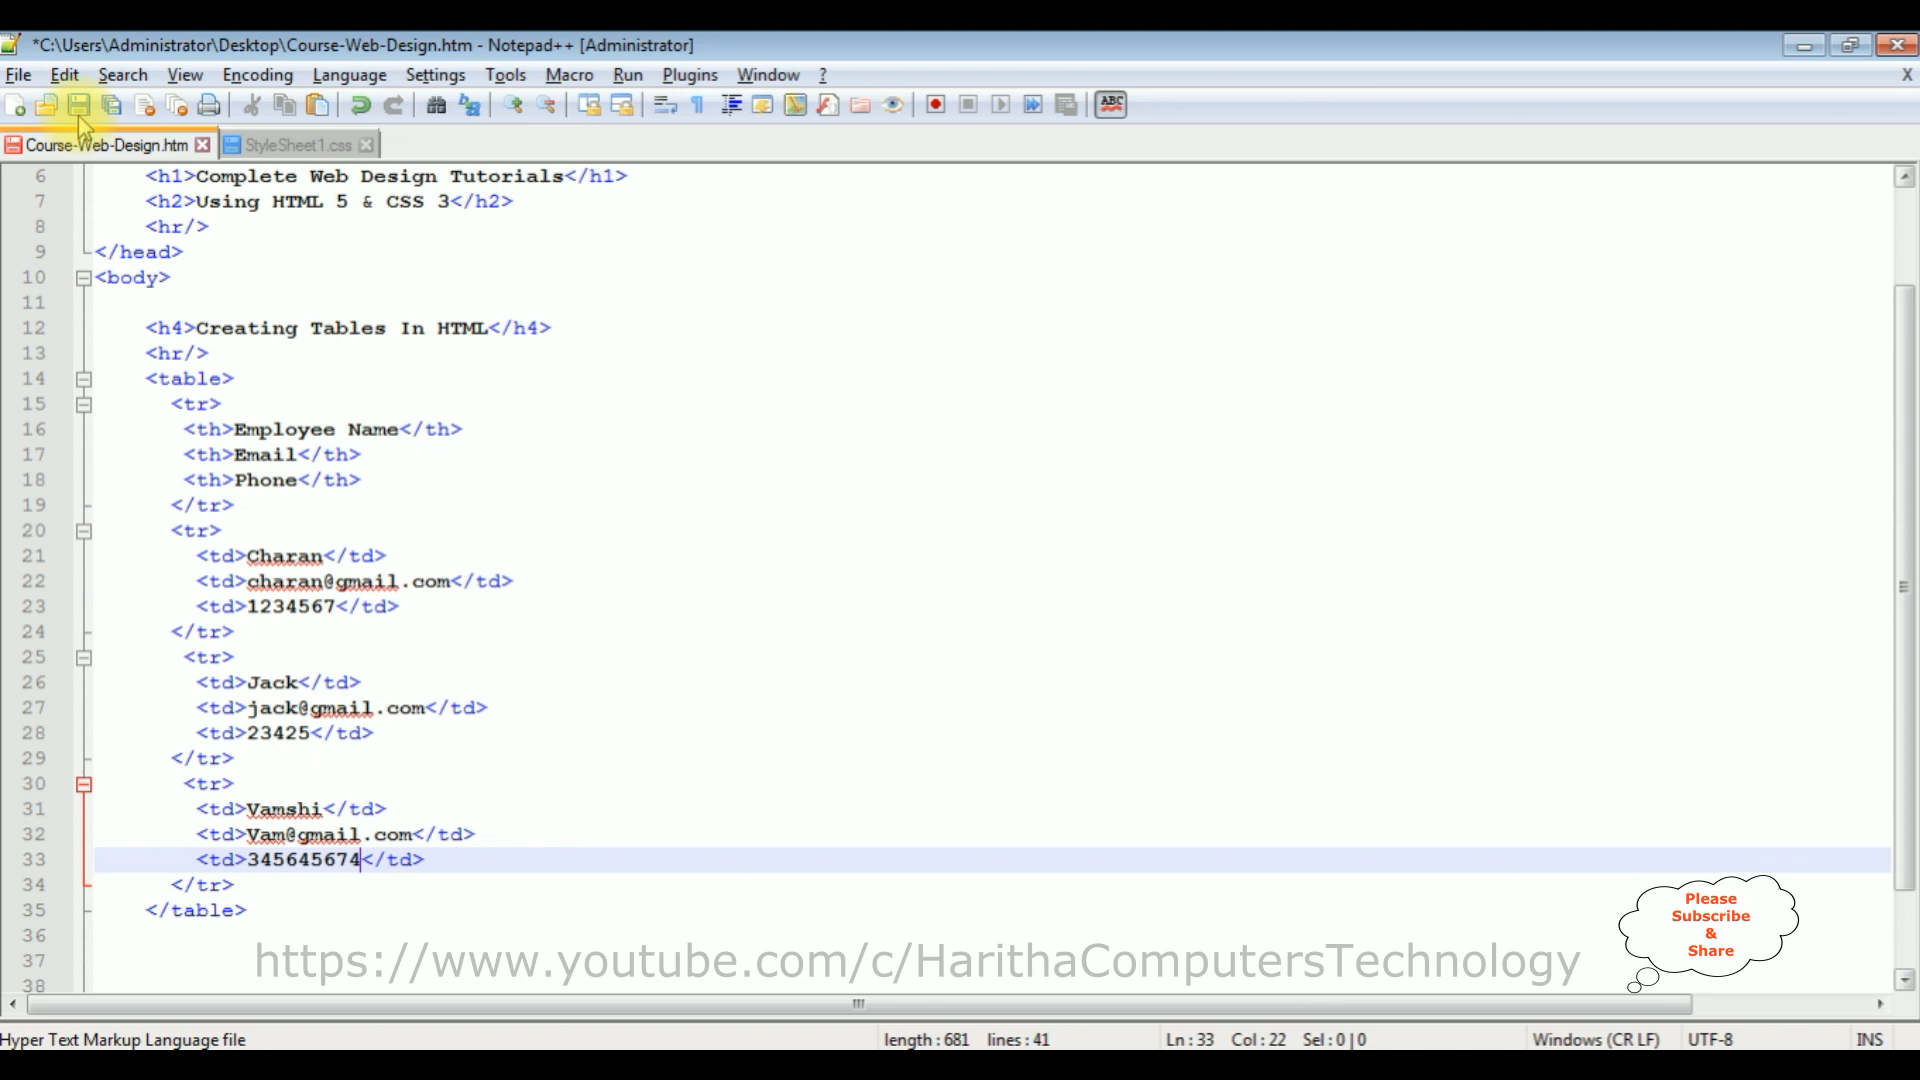 *C:\Users\Administrator\Desktop\Course-Web-Design.htm - Notepad++ [Administrator]
File Edit Search View Encoding Language Settings Tools Macro Run Plugins Window ? X
ABC
Course-Web-Design.htm StyleSheet1.css
6 <h1>Complete Web Design Tutorials</h1>
7 <h2>Using HTML 5 & CSS 3</h2>
8 <hr/>
9 </head>
10 <body>
11
12 <h4>Creating Tables In HTML</h4>
13 <hr/>
14 <table>
15 <tr>
16 <th>Employee Name</th>
17 <th>Email</th>
18 <th>Phone</th>
19 </tr>
20 <tr>
21 <td>Charan</td>
22 <td>charan@gmail.com</td>
23 <td>1234567</td>
24 </tr>
25 <tr>
26 <td>Jack</td>
27 <td>jack@gmail.com</td>
28 <td>23425</td>
29 </tr>
30 <tr>
31 <td>Vamshi</td>
32 <td>Vam@gmail.com</td>
33 <td>345645674</td>
34 </tr>
35 </table>
36
37
38
Please
Subscribe
&
Share
https://www.youtube.com/c/HarithaComputersTechnology
Hyper Text Markup Language file length : 681 lines : 41 Ln : 33 Col : 22 Sel : 0 | 0 Windows (CR LF) UTF-8 INS